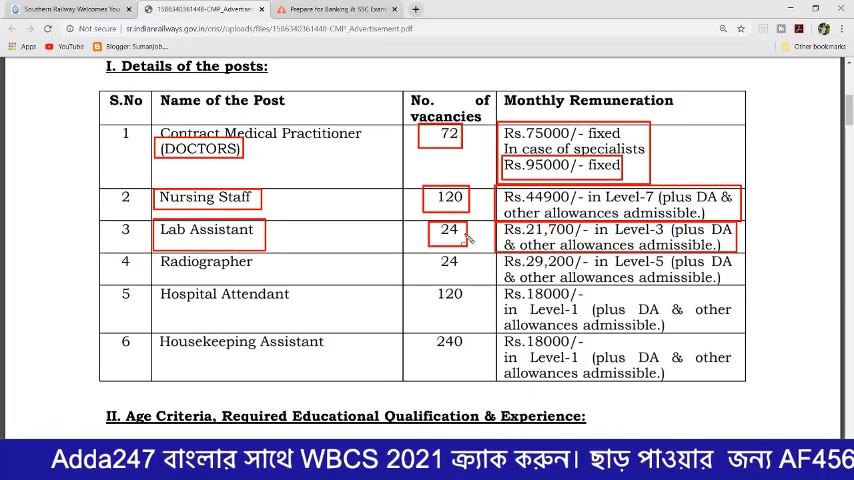 Southern Railway Welcomes You
1586340361448-CMP_Advertisemen
Prepare for Banking & SSC Exam
Not secure | sr.indianrailways.gov.in/cris/uploads/files/1586340361448-CMP_Advertisement.pdf
Apps YouTube Blogger: Sumanjob... Other bookmarks
I. Details of the posts:
S.No Name of the Post No. of vacancies Monthly Remuneration
1 Contract Medical Practitioner (DOCTORS) 72 Rs.75000/- fixed
In case of specialists
Rs.95000/- fixed
2 Nursing Staff 120 Rs.44900/- in Level-7 (plus DA &
other allowances admissible.)
3 Lab Assistant 24 Rs.21,700/- in Level-3 (plus DA
& other allowances admissible.)
4 Radiographer 24 Rs.29,200/- in Level-5 (plus DA
& other allowances admissible.)
5 Hospital Attendant 120 Rs.18000/-
in Level-1 (plus DA & other
allowances admissible.)
6 Housekeeping Assistant 240 Rs.18000/-
in Level-1 (plus DA & other
allowances admissible.)
II. Age Criteria, Required Educational Qualification & Experience:
Adda247 বাংলার সাথে WBCS 2021 ক্র্যাক করুন। ছাড় পাওয়ার জন্য AF456